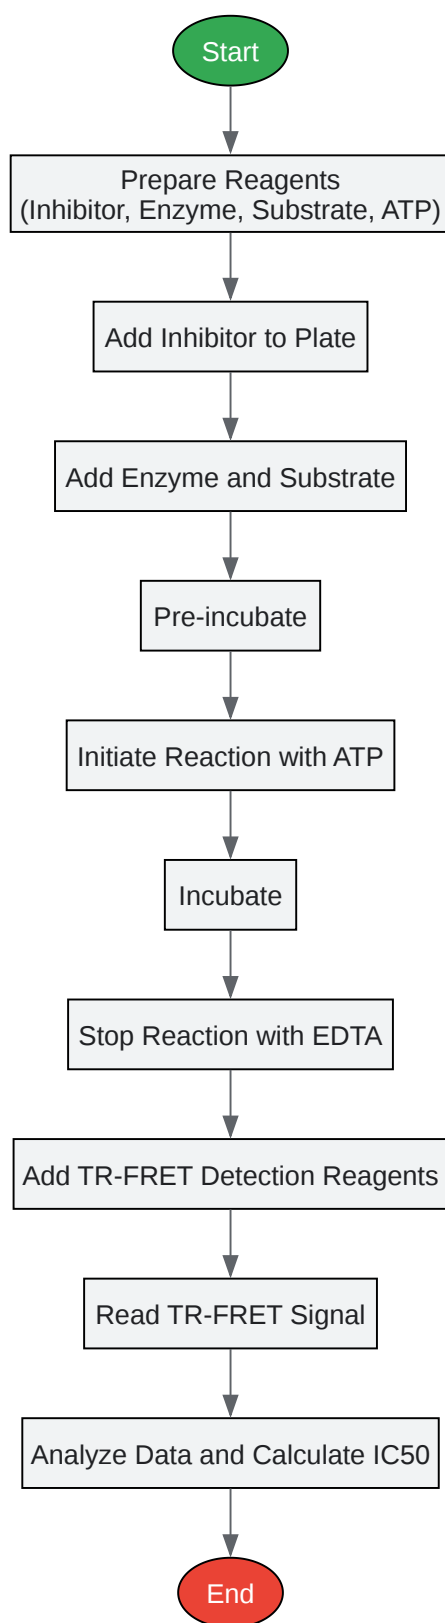 Start
Prepare Reagents
(Inhibitor, Enzyme, Substrate, ATP)
Add Inhibitor to Plate
Add Enzyme and Substrate
Pre-incubate
Initiate Reaction with ATP
Incubate
Stop Reaction with EDTA
Add TR-FRET Detection Reagents
Read TR-FRET Signal
Analyze Data and Calculate IC50
End